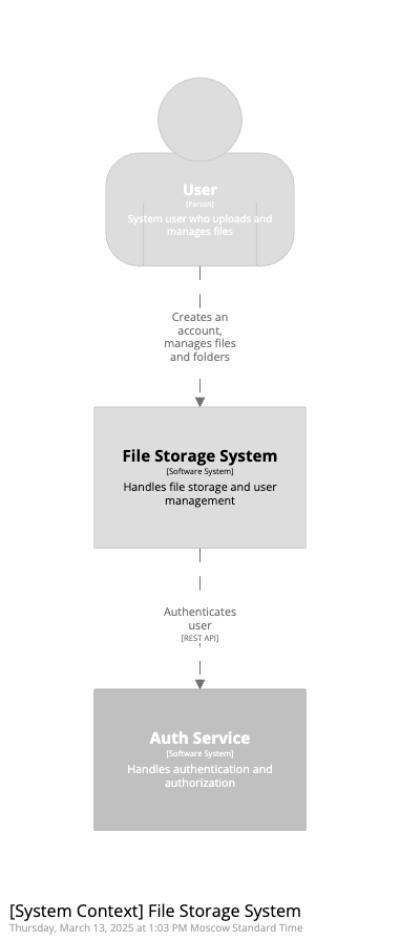 User
[Person]
System user who uploads and
manages files
Creates an
account,
manages files
and folders
File Storage System
[Software System]
Handles file storage and user
management
Authenticates
user
[REST API]
Auth Service
[Software System]
Handles authentication and
authorization
[System Context] File Storage System
Thursday, March 13, 2025 at 1:03 PM Moscow Standard Time